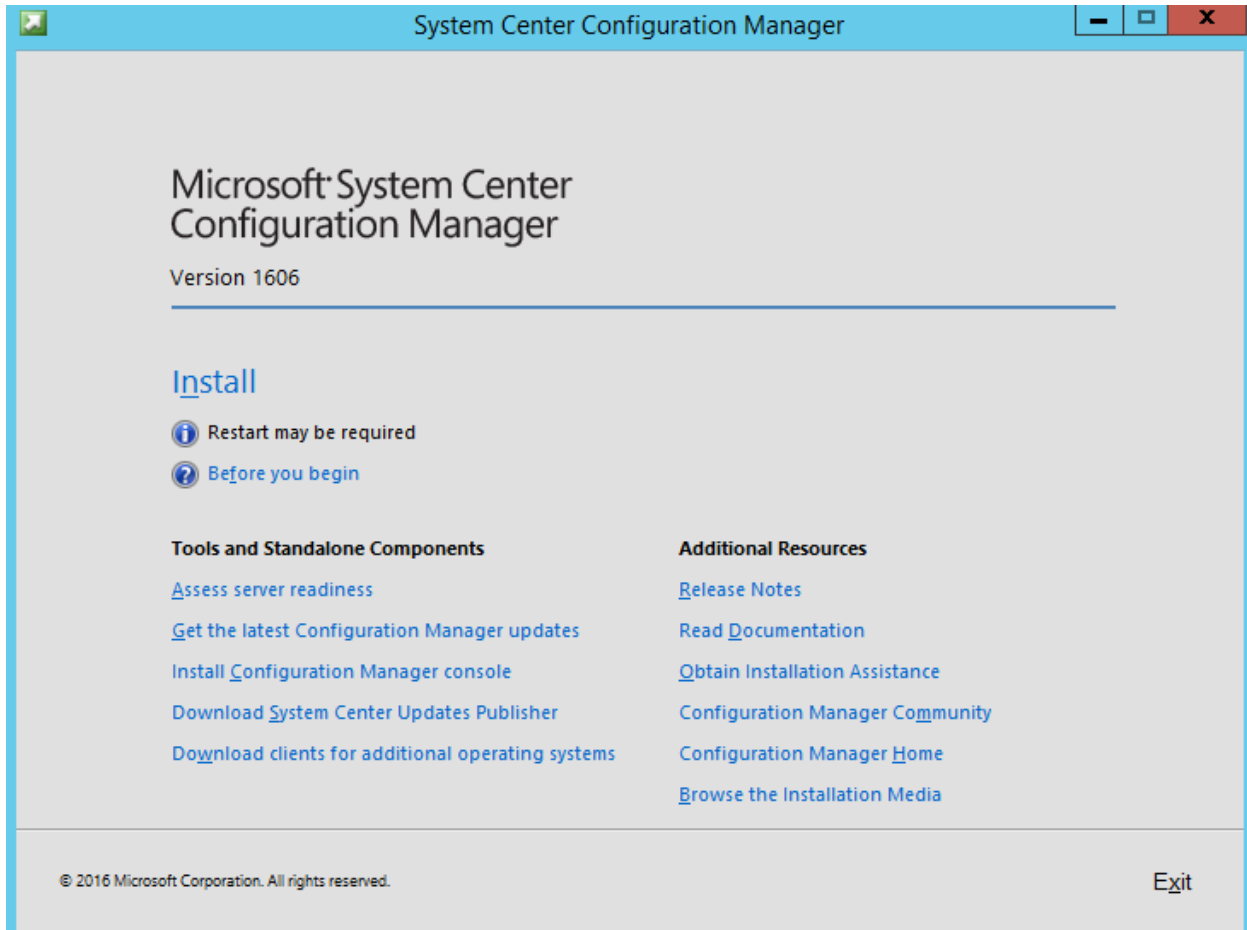 System Center Configuration Manager
Microsoft® System Center
Configuration Manager
Version 1606
Install
Restart may be required
Before you begin
Tools and Standalone Components
Assess server readiness
Get the latest Configuration Manager updates
Install Configuration Manager console
Download System Center Updates Publisher
Download clients for additional operating systems
Additional Resources
Release Notes
Read Documentation
Obtain Installation Assistance
Configuration Manager Community
Configuration Manager Home
Browse the Installation Media
© 2016 Microsoft Corporation. All rights reserved.
Exit